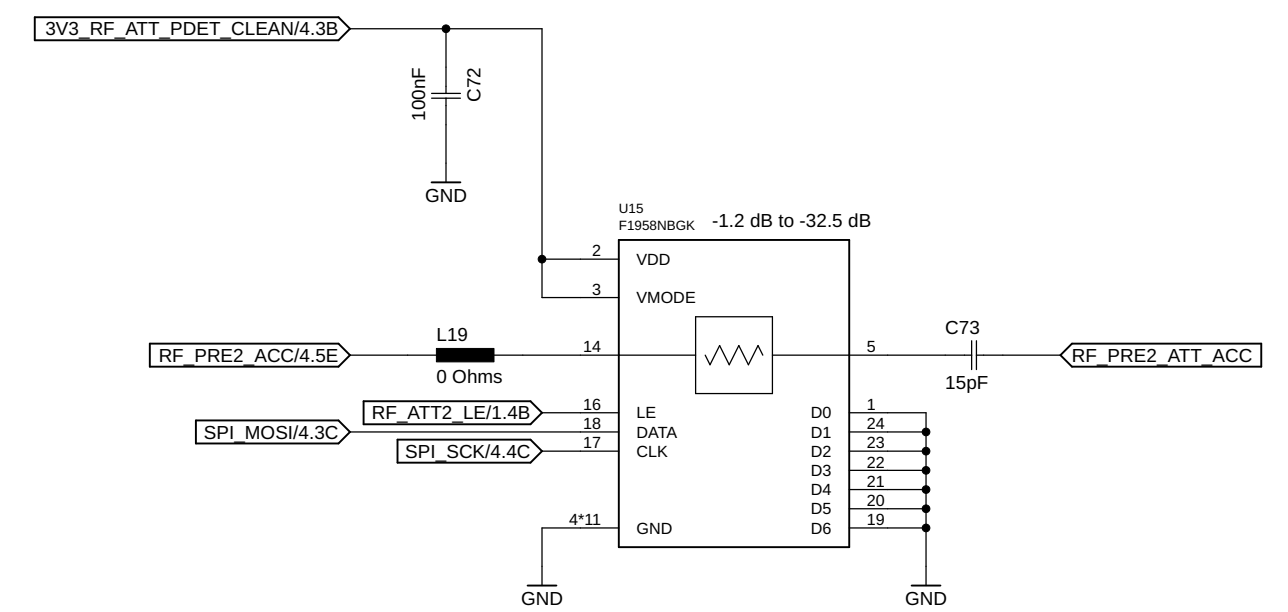 3V3_RF_ATT_PDET_CLEAN/4.3B
100nF
C72
GND
U15
F1958NBGK
-1.2 dB to -32.5 dB
2
VDD
3
VMODE
L19
C73
RF_PRE2_ACC/4.5E
14
5
RF_PRE2_ATT_ACC
0 Ohms
15pF
RF_ATT2_LE/1.4B
16
LE
D0
1
SPI_MOSI/4.3C
18
DATA
D1
24
SPI_SCK/4.4C
17
CLK
D2
23
D3
22
D4
21
D5
20
4*11
GND
D6
19
GND
GND